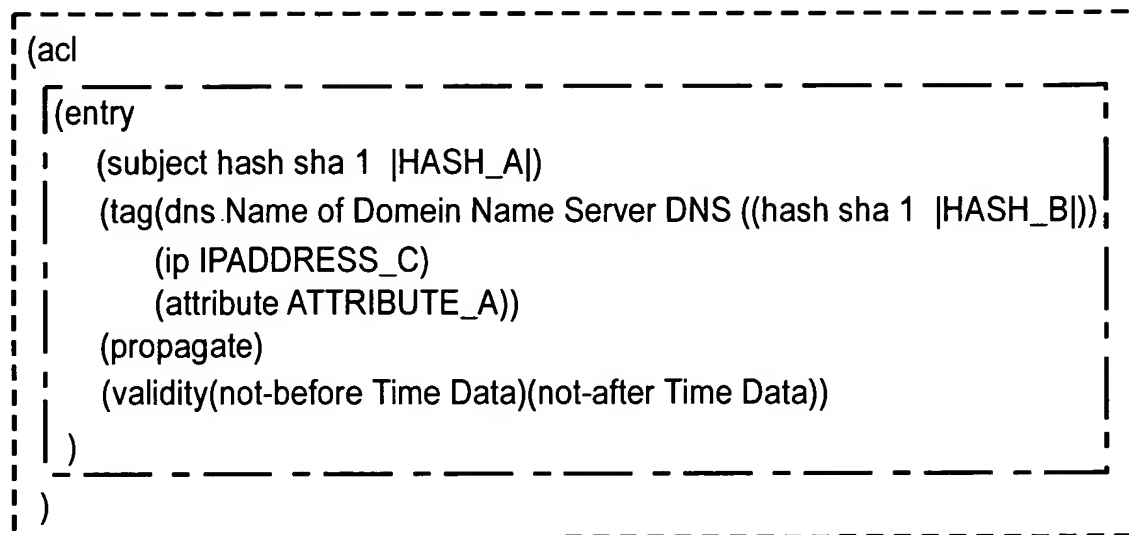 (acl
(entry
(subject hash sha 1 |HASH_A|)
(tag(dns.Name of Domein Name Server DNS ((hash sha 1 |HASH_B|))
(ip IPADDRESS_C)
(attribute ATTRIBUTE_A))
(propagate)
(validity(not-before Time Data)(not-after Time Data))
)
)